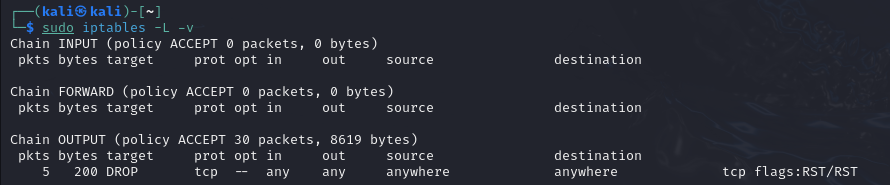 ┌──(kali㉿kali)-[~]
└─$ sudo iptables -L -v
Chain INPUT (policy ACCEPT 0 packets, 0 bytes)
 pkts bytes target     prot opt in     out     source               destination

Chain FORWARD (policy ACCEPT 0 packets, 0 bytes)
 pkts bytes target     prot opt in     out     source               destination

Chain OUTPUT (policy ACCEPT 30 packets, 8619 bytes)
 pkts bytes target     prot opt in     out     source               destination
    5   200 DROP       tcp  --  any    any     anywhere             anywhere             tcp flags:RST/RST